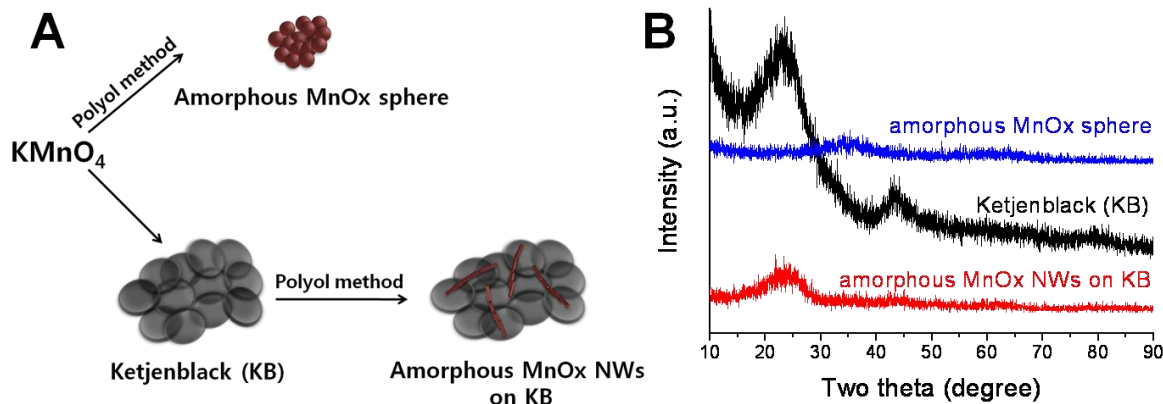 A
Polyol method
Amorphous MnOx sphere
KMnO₄
Polyol method
Ketjenblack (KB)
Amorphous MnOx NWs
on KB
B
Intensity (a.u.)
amorphous MnOx sphere
Ketjenblack (KB)
amorphous MnOx NWs on KB
10 20 30 40 50 60 70 80 90
Two theta (degree)